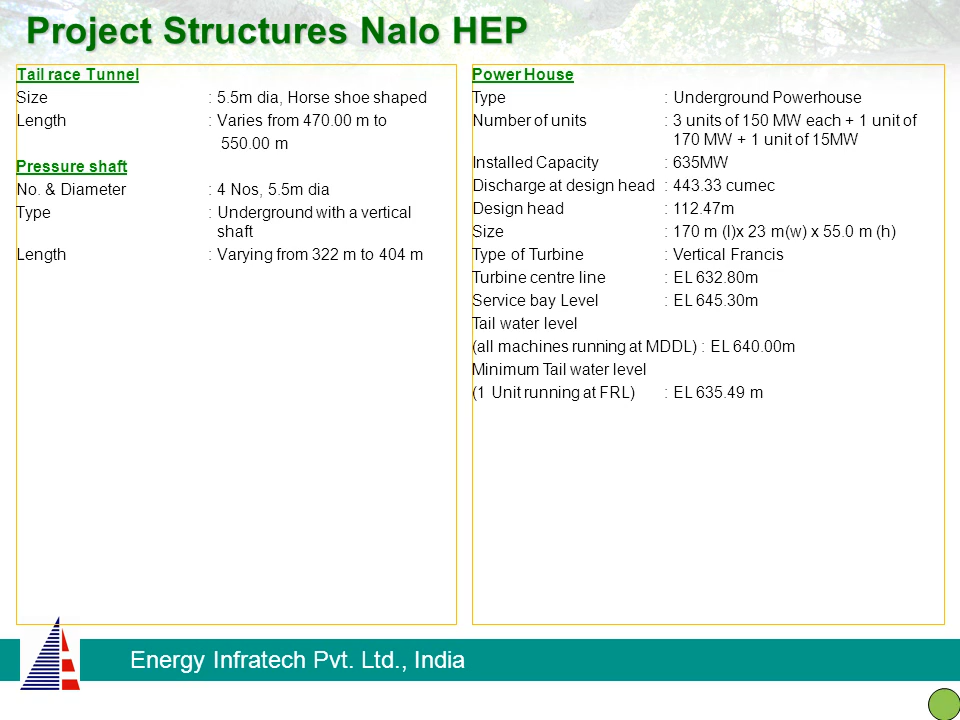 Project Structures Nalo HEP
Tail race Tunnel
Size : 5.5m dia, Horse shoe shaped
Length : Varies from 470.00 m to
550.00 m
Pressure shaft
No. & Diameter : 4 Nos, 5.5m dia
Type : Underground with a vertical
shaft
Length : Varying from 322 m to 404 m
Power House
Type : Underground Powerhouse
Number of units : 3 units of 150 MW each + 1 unit of
170 MW + 1 unit of 15MW
Installed Capacity : 635MW
Discharge at design head : 443.33 cumec
Design head : 112.47m
Size : 170 m (l)x 23 m(w) x 55.0 m (h)
Type of Turbine : Vertical Francis
Turbine centre line : EL 632.80m
Service bay Level : EL 645.30m
Tail water level
(all machines running at MDDL) : EL 640.00m
Minimum Tail water level
(1 Unit running at FRL) : EL 635.49 m
Energy Infratech Pvt. Ltd., India